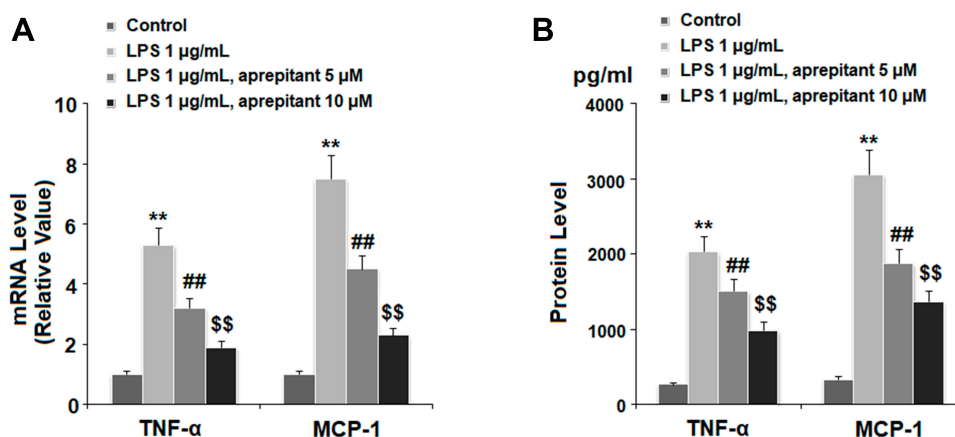 A
Control
LPS 1 µg/mL
LPS 1 µg/mL, aprepitant 5 µM
LPS 1 µg/mL, aprepitant 10 µM
mRNA Level
(Relative Value)
10
8
6
4
2
0
**
##
$$
**
##
$$
TNF-α
MCP-1
B
Control
LPS 1 µg/mL
LPS 1 µg/mL, aprepitant 5 µM
LPS 1 µg/mL, aprepitant 10 µM
pg/ml
Protein Level
4000
3000
2000
1000
0
**
##
$$
**
##
$$
TNF-α
MCP-1